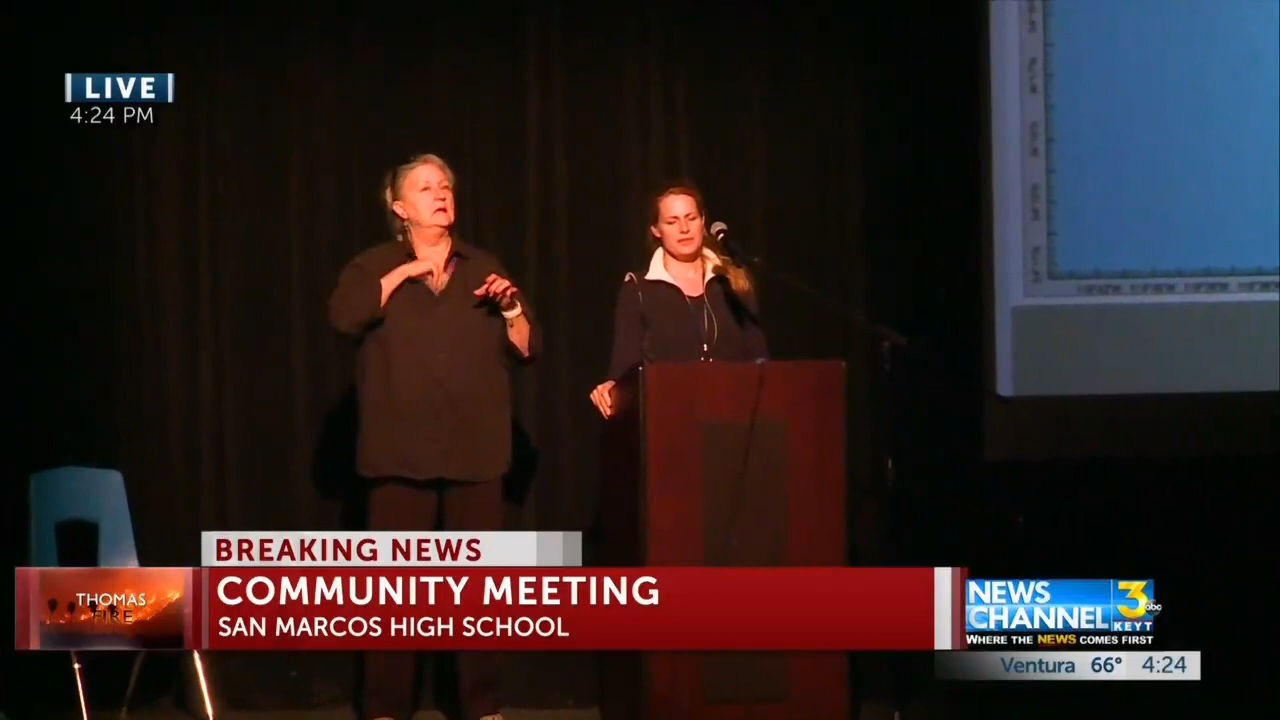 LIVE
4:24 PM
BREAKING NEWS
THOMAS
FIRE
COMMUNITY MEETING
SAN MARCOS HIGH SCHOOL
NEWS
CHANNEL 3
abc
KEYT
WHERE THE NEWS COMES FIRST
Ventura 66° 4:24